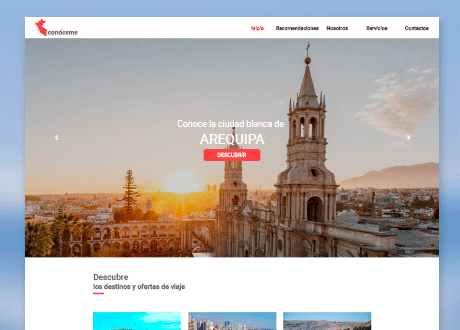 conóceme
Inicio Recomendaciones Nosotros Servicios Contactos
Conoce la ciudad blanca de
AREQUIPA
DESCUBRIR
Descubre
los destinos y ofertas de viaje